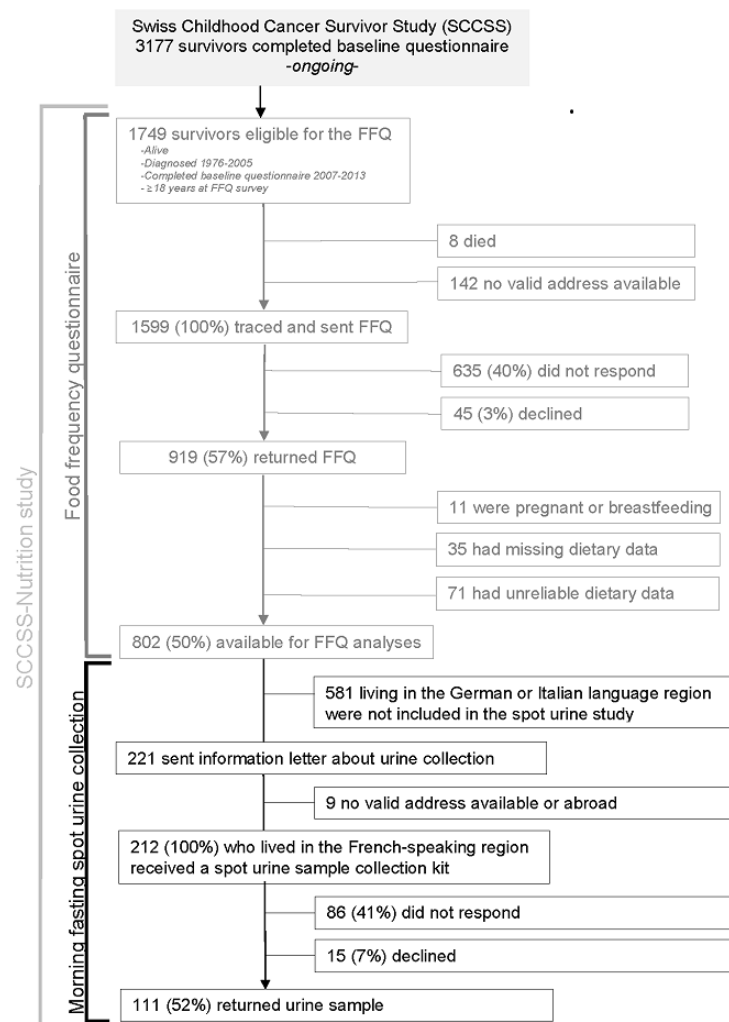 Swiss Childhood Cancer Survivor Study (SCCSS)
3177 survivors completed baseline questionnaire
-ongoing-
1749 survivors eligible for the FFQ
-Alive
-Diagnosed 1976-2005
-Completed baseline questionnaire 2007-2013
- ≥18 years at FFQ survey
8 died
142 no valid address available
1599 (100%) traced and sent FFQ
635 (40%) did not respond
45 (3%) declined
919 (57%) returned FFQ
11 were pregnant or breastfeeding
35 had missing dietary data
71 had unreliable dietary data
802 (50%) available for FFQ analyses
581 living in the German or Italian language region
were not included in the spot urine study
221 sent information letter about urine collection
9 no valid address available or abroad
212 (100%) who lived in the French-speaking region
received a spot urine sample collection kit
86 (41%) did not respond
15 (7%) declined
111 (52%) returned urine sample
SCCSS-Nutrition study
Food frequency questionnaire
Morning fasting spot urine collection